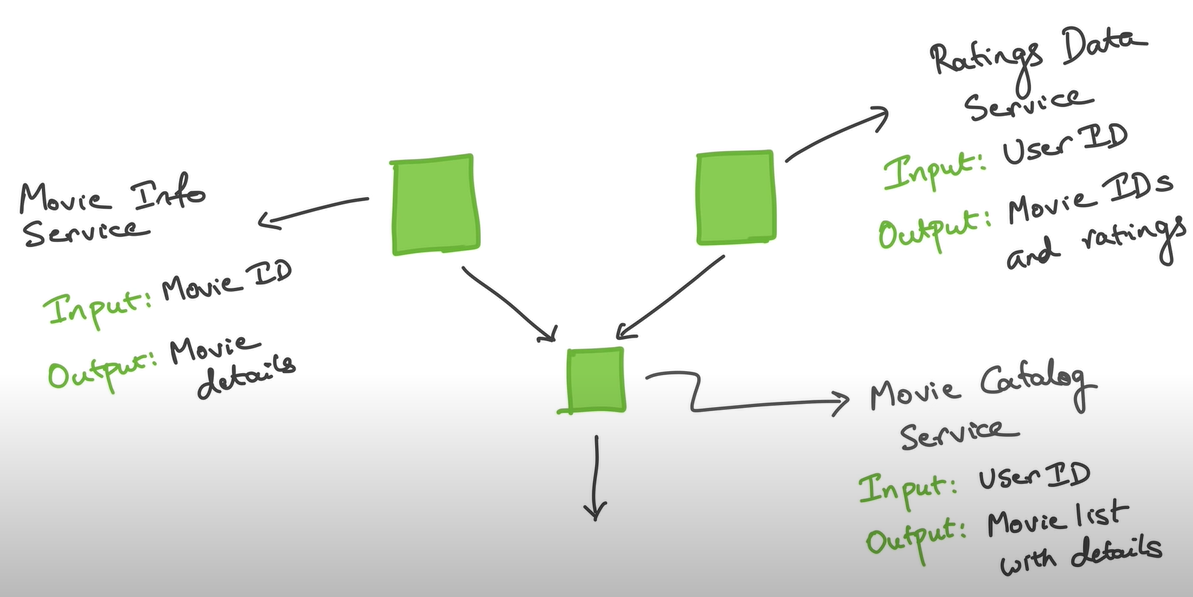 Movie Info
Service
Input: Movie ID
Output: Movie
details
Ratings Data
Service
Input: User ID
Output: Movie IDs
and ratings
Movie Catalog
Service
Input: User ID
Output: Movie list
with details